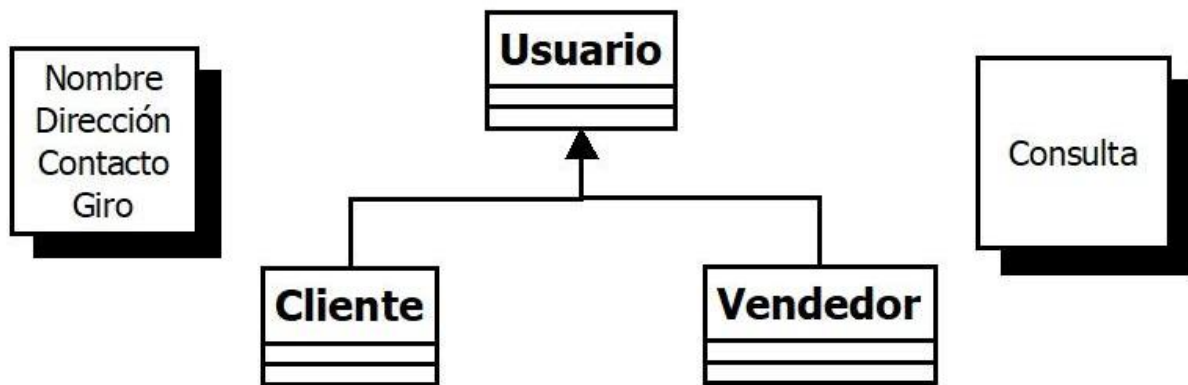 Usuario
Nombre
Dirección
Contacto
Giro
Consulta
Cliente
Vendedor